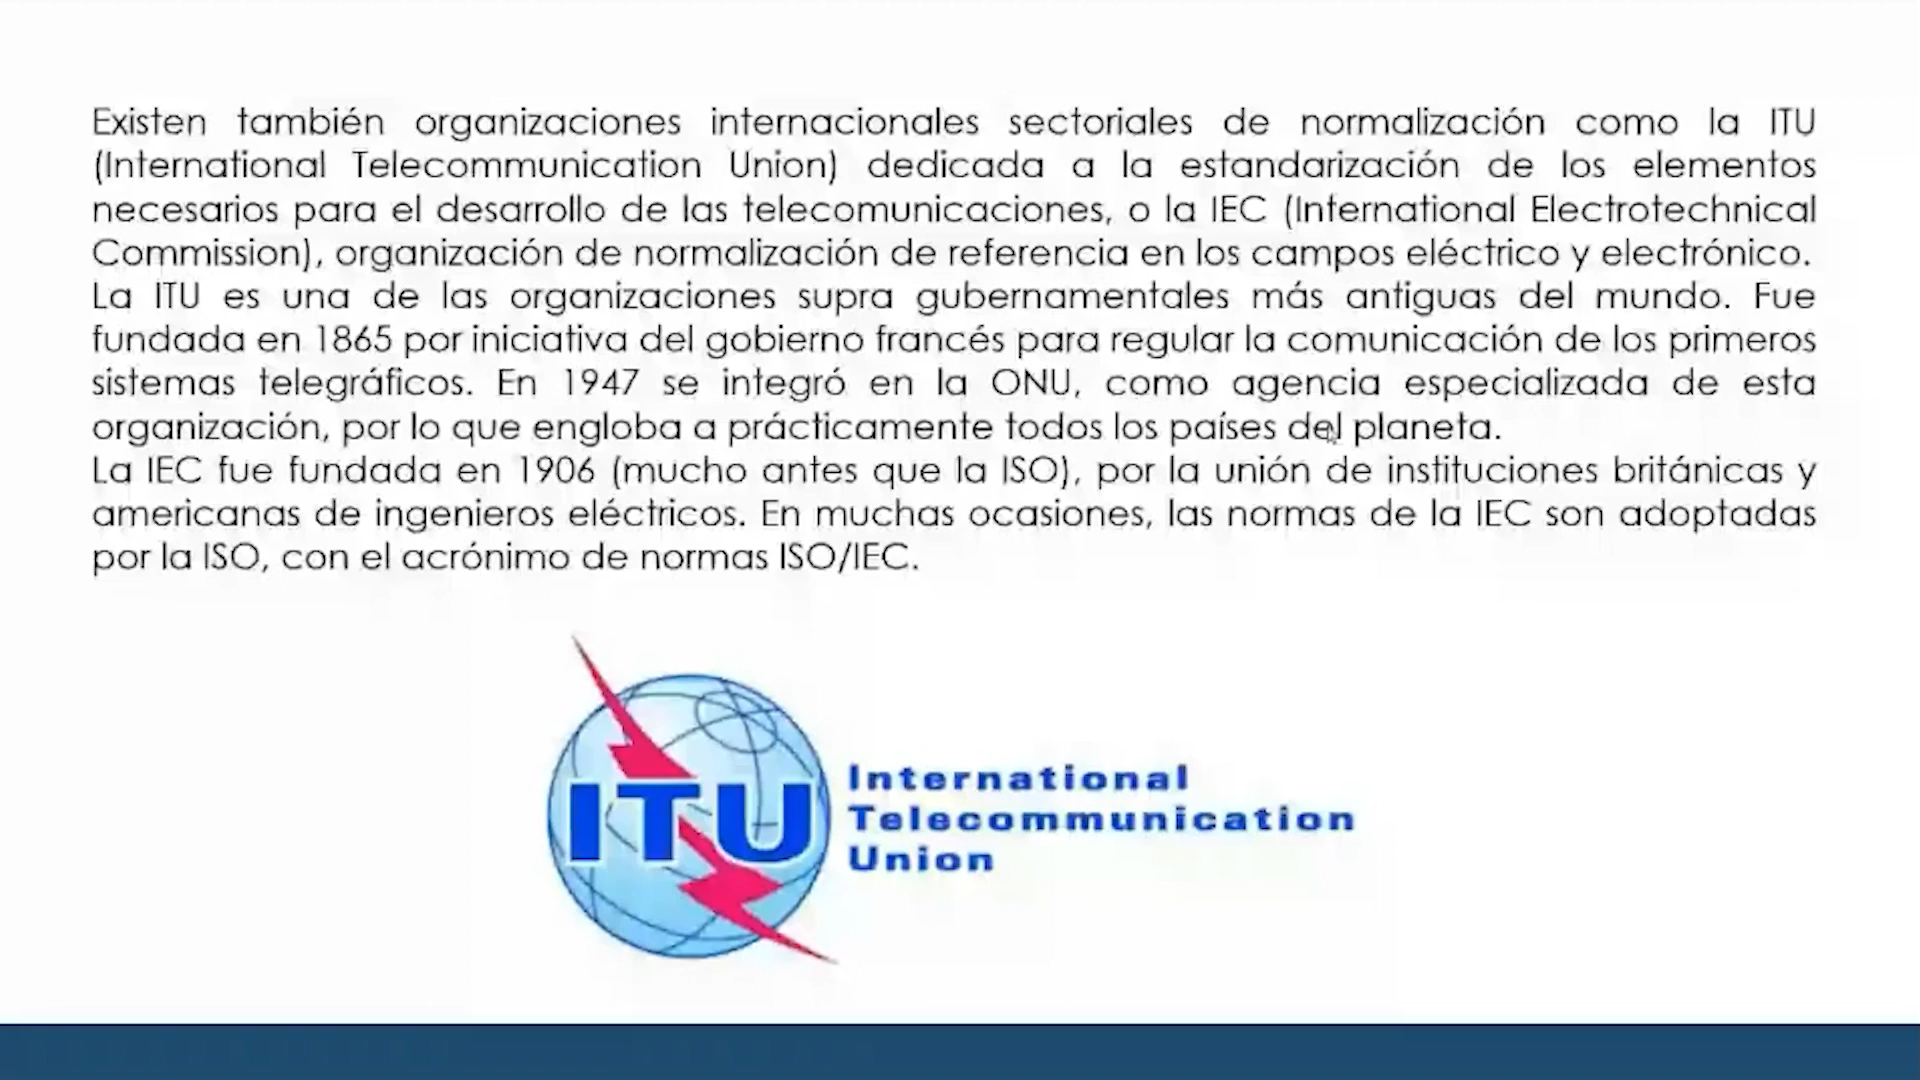 Existen también organizaciones internacionales sectoriales de normalización como la ITU
(International Telecommunication Union) dedicada a la estandarización de los elementos
necesarios para el desarrollo de las telecomunicaciones, o la IEC (International Electrotechnical
Commission), organización de normalización de referencia en los campos eléctrico y electrónico.
La ITU es una de las organizaciones supra gubernamentales más antiguas del mundo. Fue
fundada en 1865 por iniciativa del gobierno francés para regular la comunicación de los primeros
sistemas telegráficos. En 1947 se integró en la ONU, como agencia especializada de esta
organización, por lo que engloba a prácticamente todos los países del planeta.
La IEC fue fundada en 1906 (mucho antes que la ISO), por la unión de instituciones británicas y
americanas de ingenieros eléctricos. En muchas ocasiones, las normas de la IEC son adoptadas
por la ISO, con el acrónimo de normas ISO/IEC.
ITU
International
Telecommunication
Union